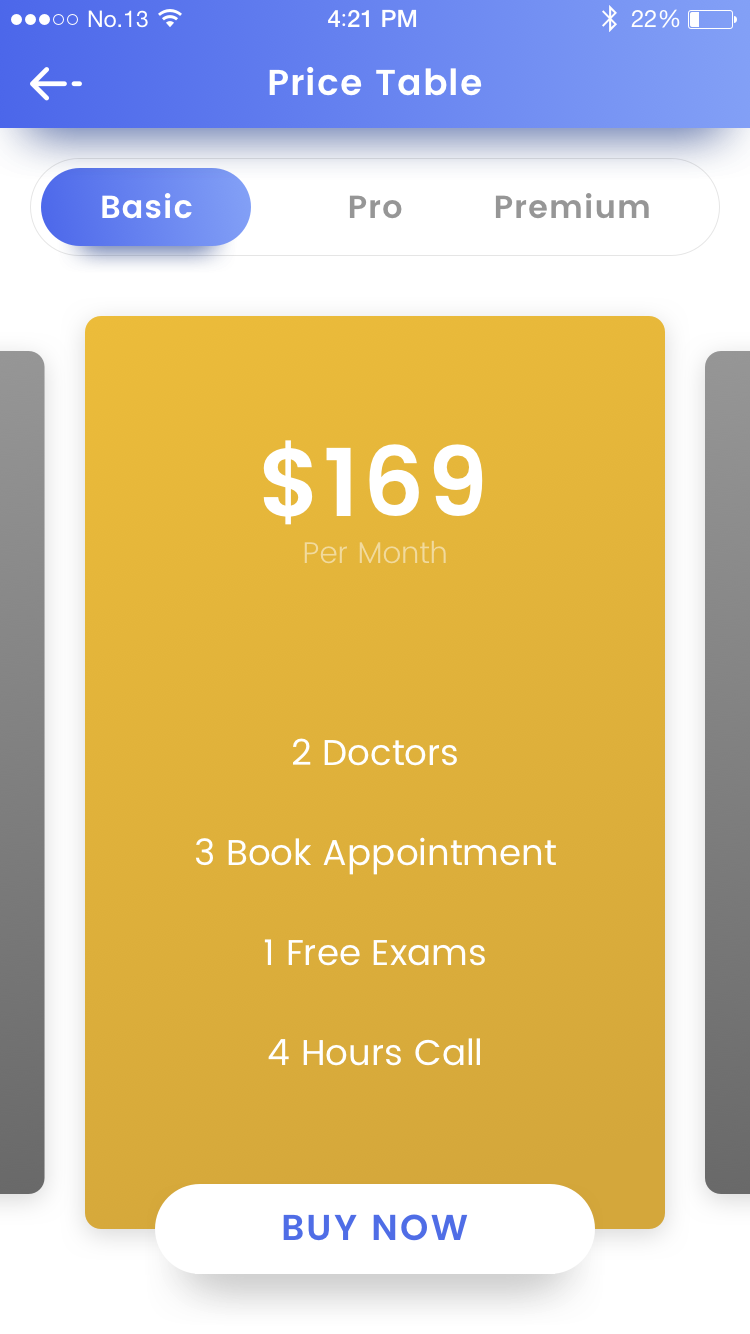 No.13 4:21 PM 22%
Price Table
Basic Pro Premium
$169
Per Month
2 Doctors
3 Book Appointment
1 Free Exams
4 Hours Call
BUY NOW